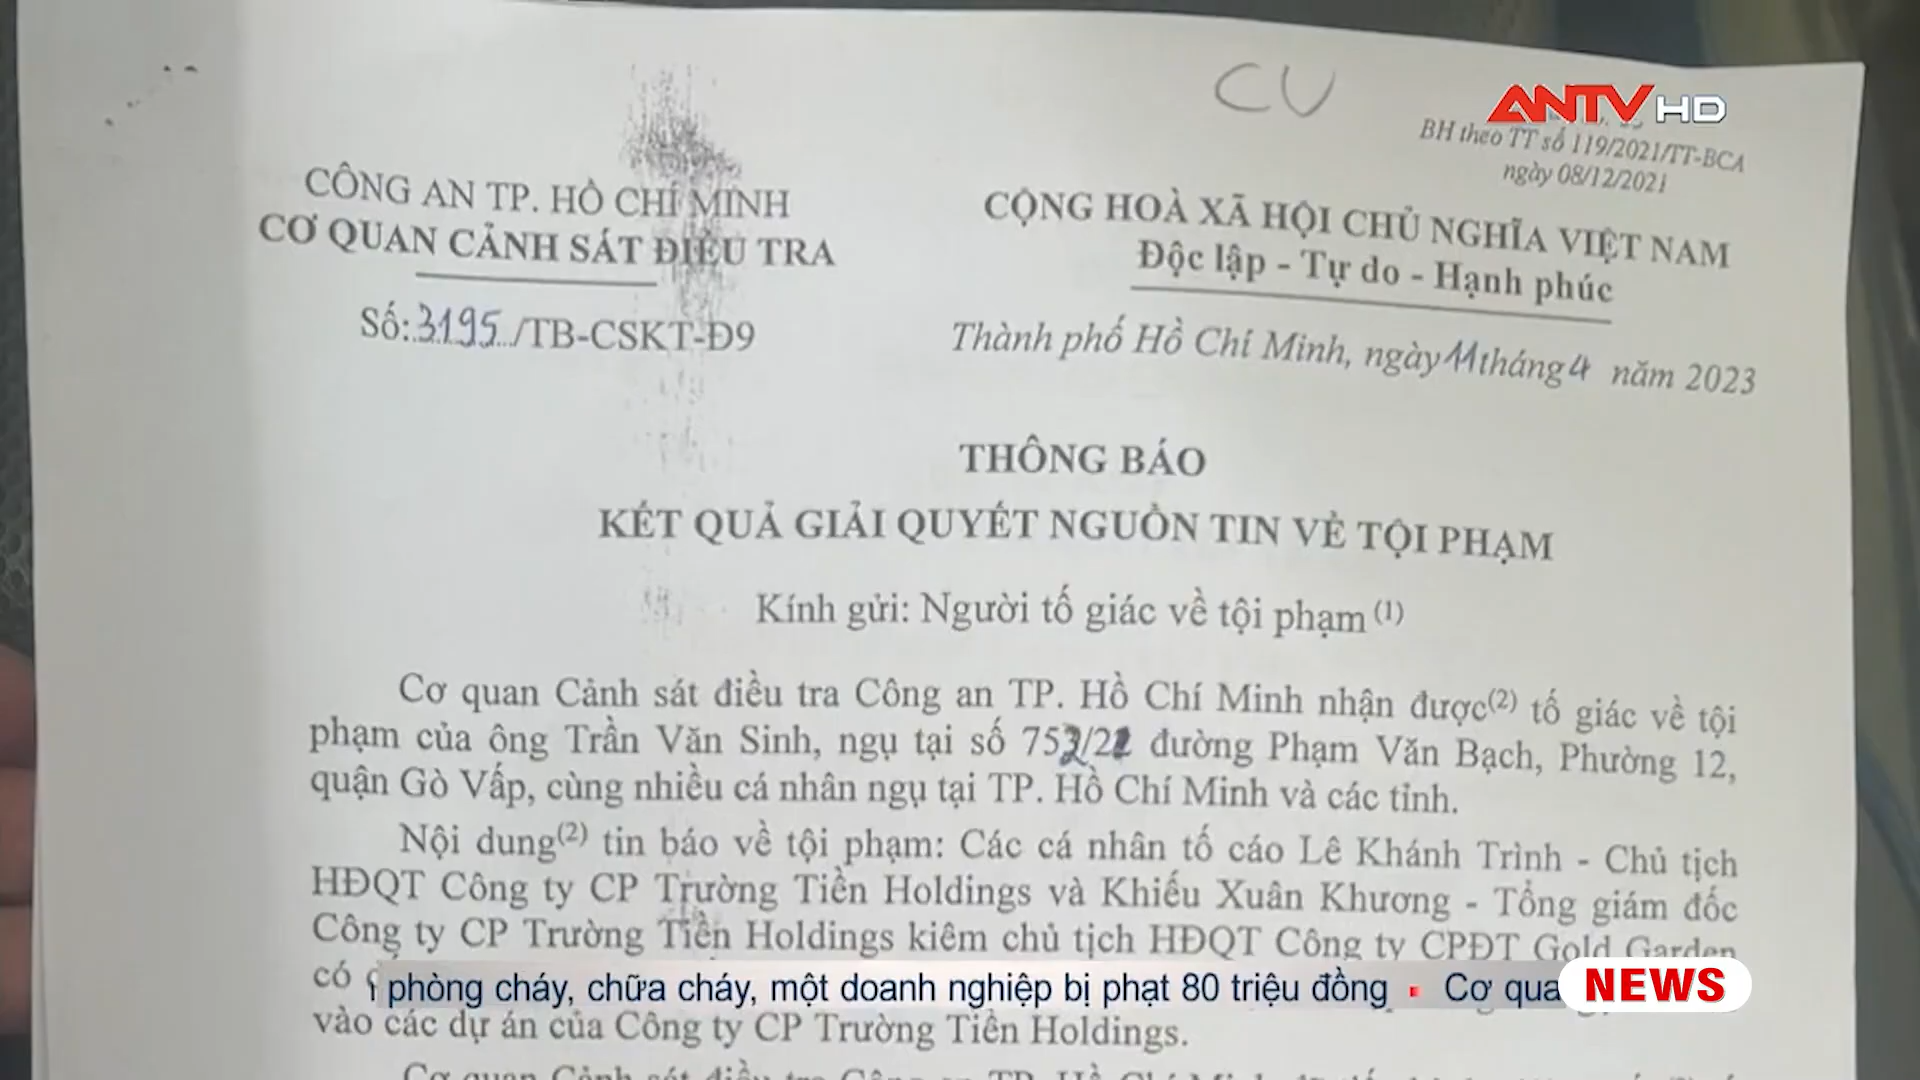 CU
ANTV HD
BH theo TT số 119/2021/TT-BCA
ngày 08/12/2021
CÔNG AN TP. HỒ CHÍ MINH
CƠ QUAN CẢNH SÁT ĐIỀU TRA
Số: 3195 /TB-CSKT-Đ9
CỘNG HOÀ XÃ HỘI CHỦ NGHĨA VIỆT NAM
Độc lập - Tự do - Hạnh phúc
Thành phố Hồ Chí Minh, ngày 11 tháng 4 năm 2023
THÔNG BÁO
KẾT QUẢ GIẢI QUYẾT NGUỒN TIN VỀ TỘI PHẠM
Kính gửi: Người tố giác về tội phạm (1)
Cơ quan Cảnh sát điều tra Công an TP. Hồ Chí Minh nhận được(2) tố giác về tội
phạm của ông Trần Văn Sinh, ngụ tại số đường Phạm Văn Bạch, Phường 12,
quận Gò Vấp, cùng nhiều cá nhân ngụ tại TP. Hồ Chí Minh và các tỉnh.
Nội dung(2) tin báo về tội phạm: Các cá nhân tố cáo Lê Khánh Trình - Chủ tịch
HĐQT Công ty CP Trường Tiền Holdings và Khiếu Xuân Khương - Tổng giám đốc
Công ty CP Trường Tiền Holdings kiêm chủ tịch HĐQT Công ty CPĐT Gold Garden
có
phòng cháy, chữa cháy, một doanh nghiệp bị phạt 80 triệu đồng ▪ Cơ qua
NEWS
vào các dự án của Công ty CP Trường Tiền Holdings.